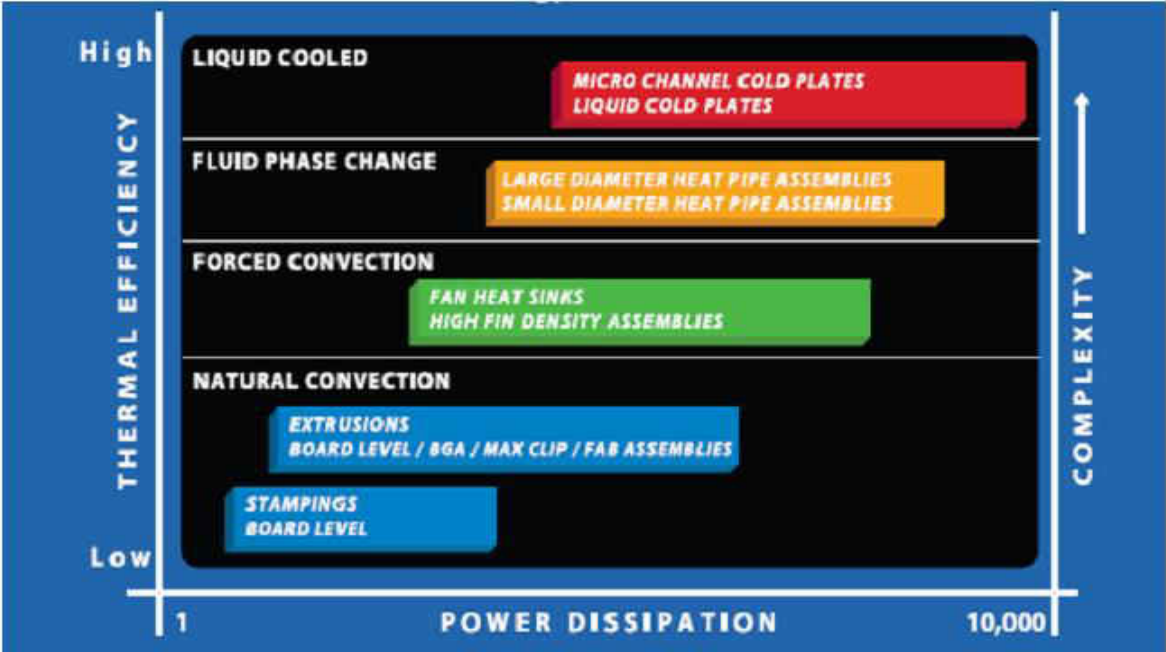 High
LIQUID COOLED
MICRO CHANNEL COLD PLATES
LIQUID COLD PLATES
FLUID PHASE CHANGE
LARGE DIAMETER HEAT PIPE ASSEMBLIES
SMALL DIAMETER HEAT PIPE ASSEMBLIES
FORCED CONVECTION
FAN HEAT SINKS
HIGH FIN DENSITY ASSEMBLIES
NATURAL CONVECTION
EXTRUSIONS
BOARD LEVEL / BGA / MAX CLIP / FAB ASSEMBLIES
STAMPINGS
BOARD LEVEL
Low
THERMAL EFFICIENCY
COMPLEXITY
1
POWER DISSIPATION
10,000